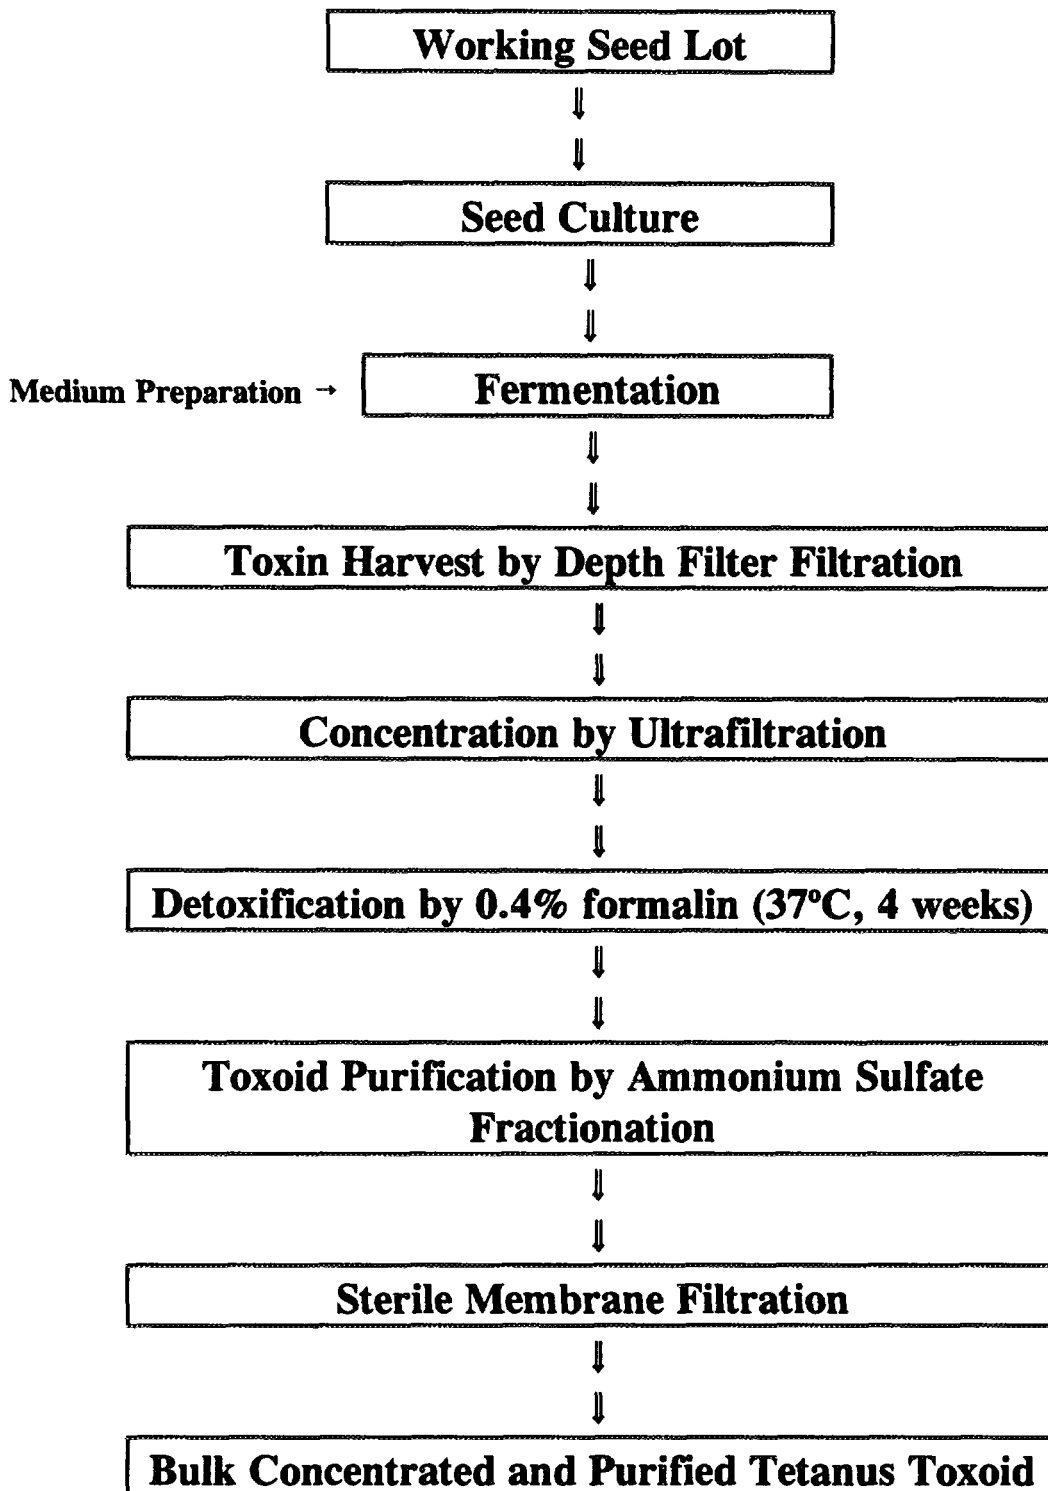 Working Seed Lot
⇓
⇓
Seed Culture
⇓
⇓
Medium Preparation → Fermentation
⇓
⇓
Toxin Harvest by Depth Filter Filtration
⇓
⇓
Concentration by Ultrafiltration
⇓
⇓
Detoxification by 0.4% formalin (37ºC, 4 weeks)
⇓
⇓
Toxoid Purification by Ammonium Sulfate
Fractionation
⇓
⇓
Sterile Membrane Filtration
⇓
⇓
Bulk Concentrated and Purified Tetanus Toxoid